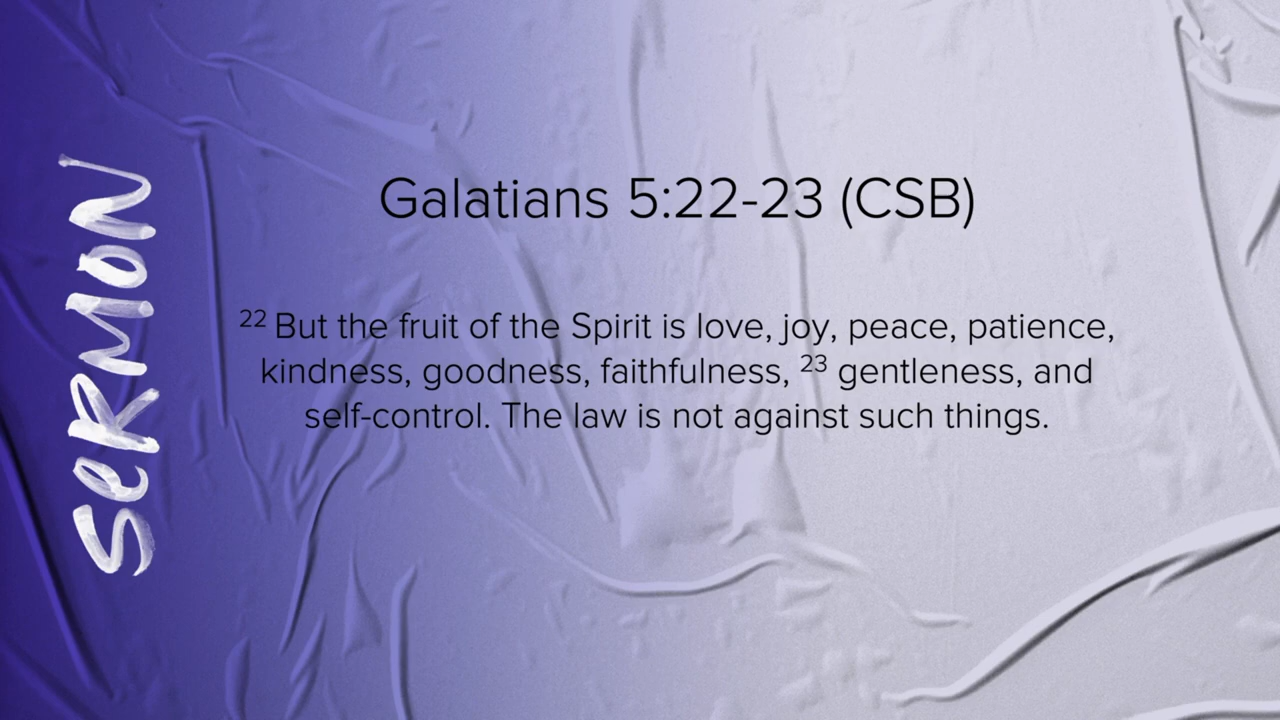 SERMON
Galatians 5:22-23 (CSB)
22 But the fruit of the Spirit is love, joy, peace, patience,
kindness, goodness, faithfulness, 23 gentleness, and
self-control. The law is not against such things.